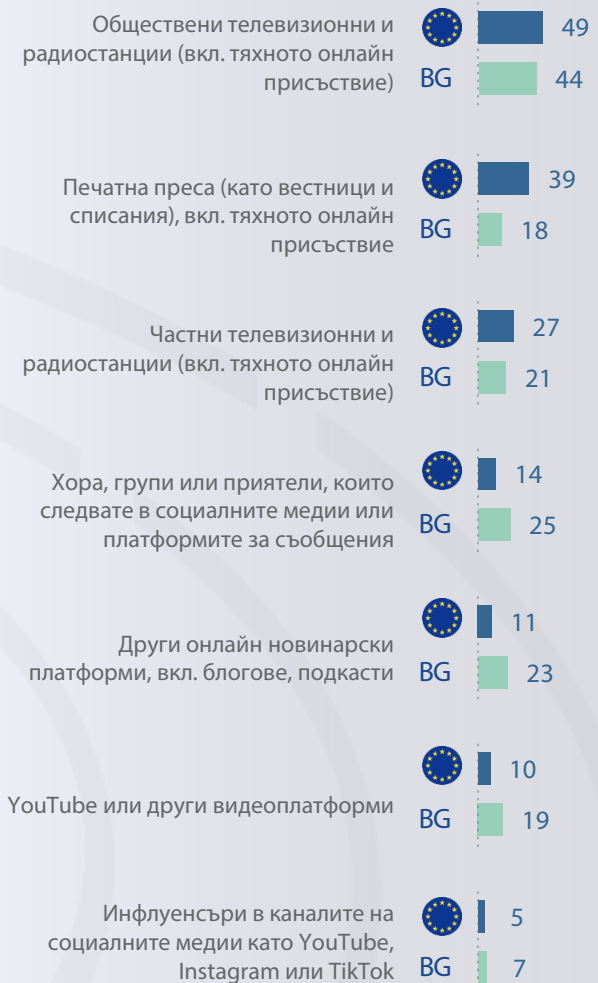 Обществени телевизионни и
радиостанции (вкл. тяхното онлайн
присъствие)
49
BG 44
Печатна преса (като вестници и
списания), вкл. тяхното онлайн
присъствие
39
BG 18
Частни телевизионни и
радиостанции (вкл. тяхното онлайн
присъствие)
27
BG 21
Хора, групи или приятели, които
следвате в социалните медии или
платформите за съобщения
14
BG 25
Други онлайн новинарски
платформи, вкл. блогове, подкасти
11
BG 23
YouTube или други видеоплатформи
10
BG 19
Инфлуенсъри в каналите на
социалните медии като YouTube,
Instagram или TikTok
5
BG 7